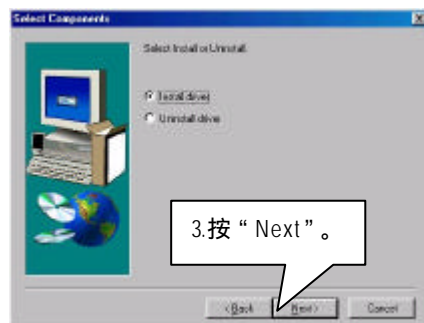 Select Components
Select Install or Uninstall.
Install driver
Uninstall driver
3.按“Next”。
<Back
Next>
Cancel